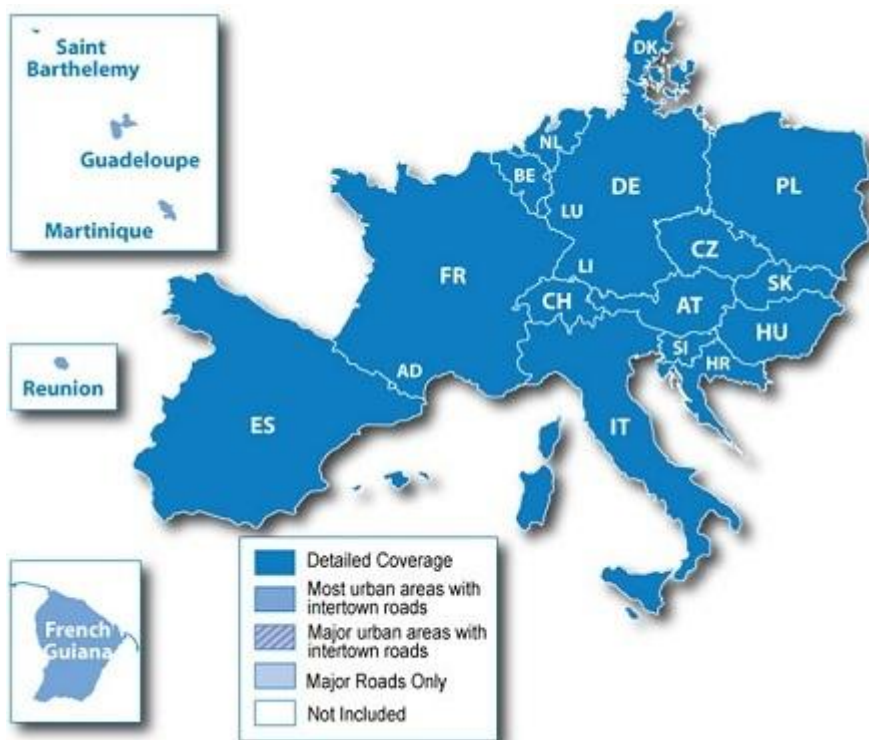 Saint
Barthelemy
Guadeloupe
Martinique
Reunion
French
Guiana
DK
NL
BE
DE
PL
LU
CZ
FR
LI
SK
CH
AT
HU
SI
HR
AD
ES
IT
Detailed Coverage
Most urban areas with
intertown roads
Major urban areas with
intertown roads
Major Roads Only
Not Included